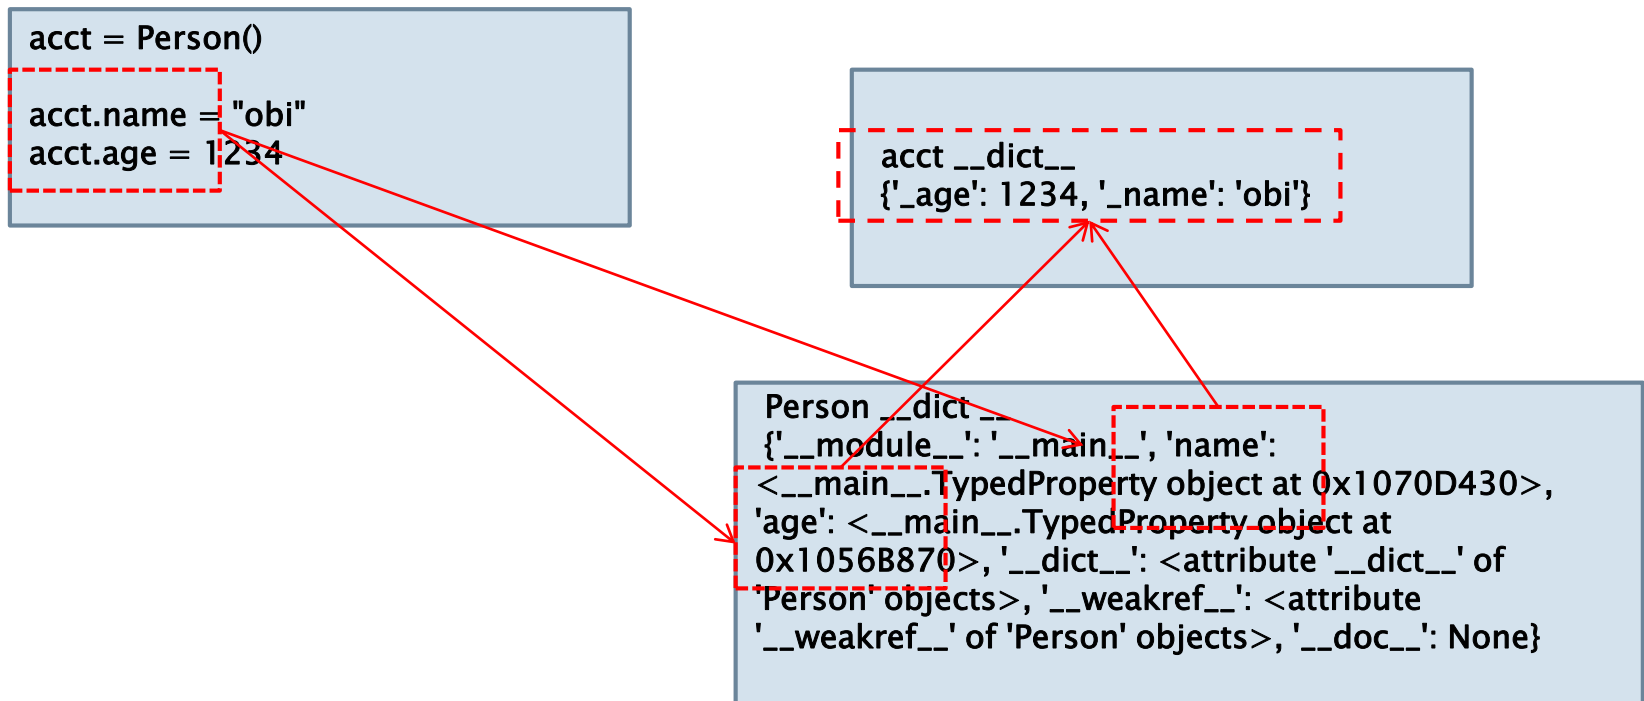 acct = Person()
acct.name = "obi"
acct.age = 1234
acct __dict__
{'_age': 1234, '_name': 'obi'}
Person __dict __
{'__module__': '__main__', 'name':
<__main__.TypedProperty object at 0x1070D430>,
'age': <__main__.TypedProperty object at
0x1056B870>, '__dict__': <attribute '__dict__' of
'Person' objects>, '__weakref__': <attribute
'__weakref__' of 'Person' objects>, '__doc__': None}